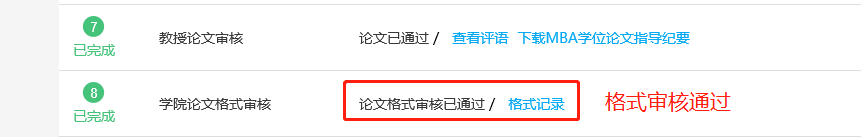 7
已完成
教授论文审核
论文已通过 / 查看评语 下载MBA学位论文指导纪要
8
已完成
学院论文格式审核
论文格式审核已通过 / 格式记录
格式审核通过